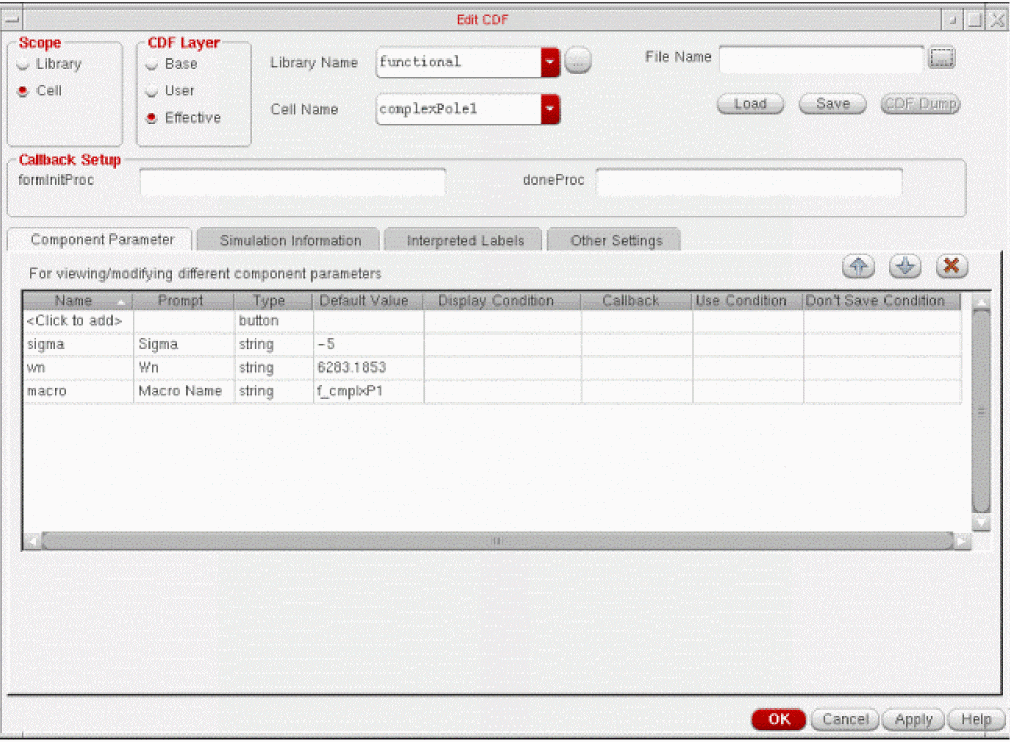 Edit CDF
Scope
Library
Cell
CDF Layer
Base
User
Effective
Library Name functional ...
Cell Name complexPole1
File Name ...
Load Save CDF Dump
Callback Setup
formInitProc doneProc
Component Parameter Simulation Information Interpreted Labels Other Settings
For viewing/modifying different component parameters
Name Prompt Type Default Value Display Condition Callback Use Condition Don't Save Condition
<Click to add> button
sigma Sigma string -5
wn Wn string 6283.1853
macro Macro Name string f_cmplxP1
OK Cancel Apply Help